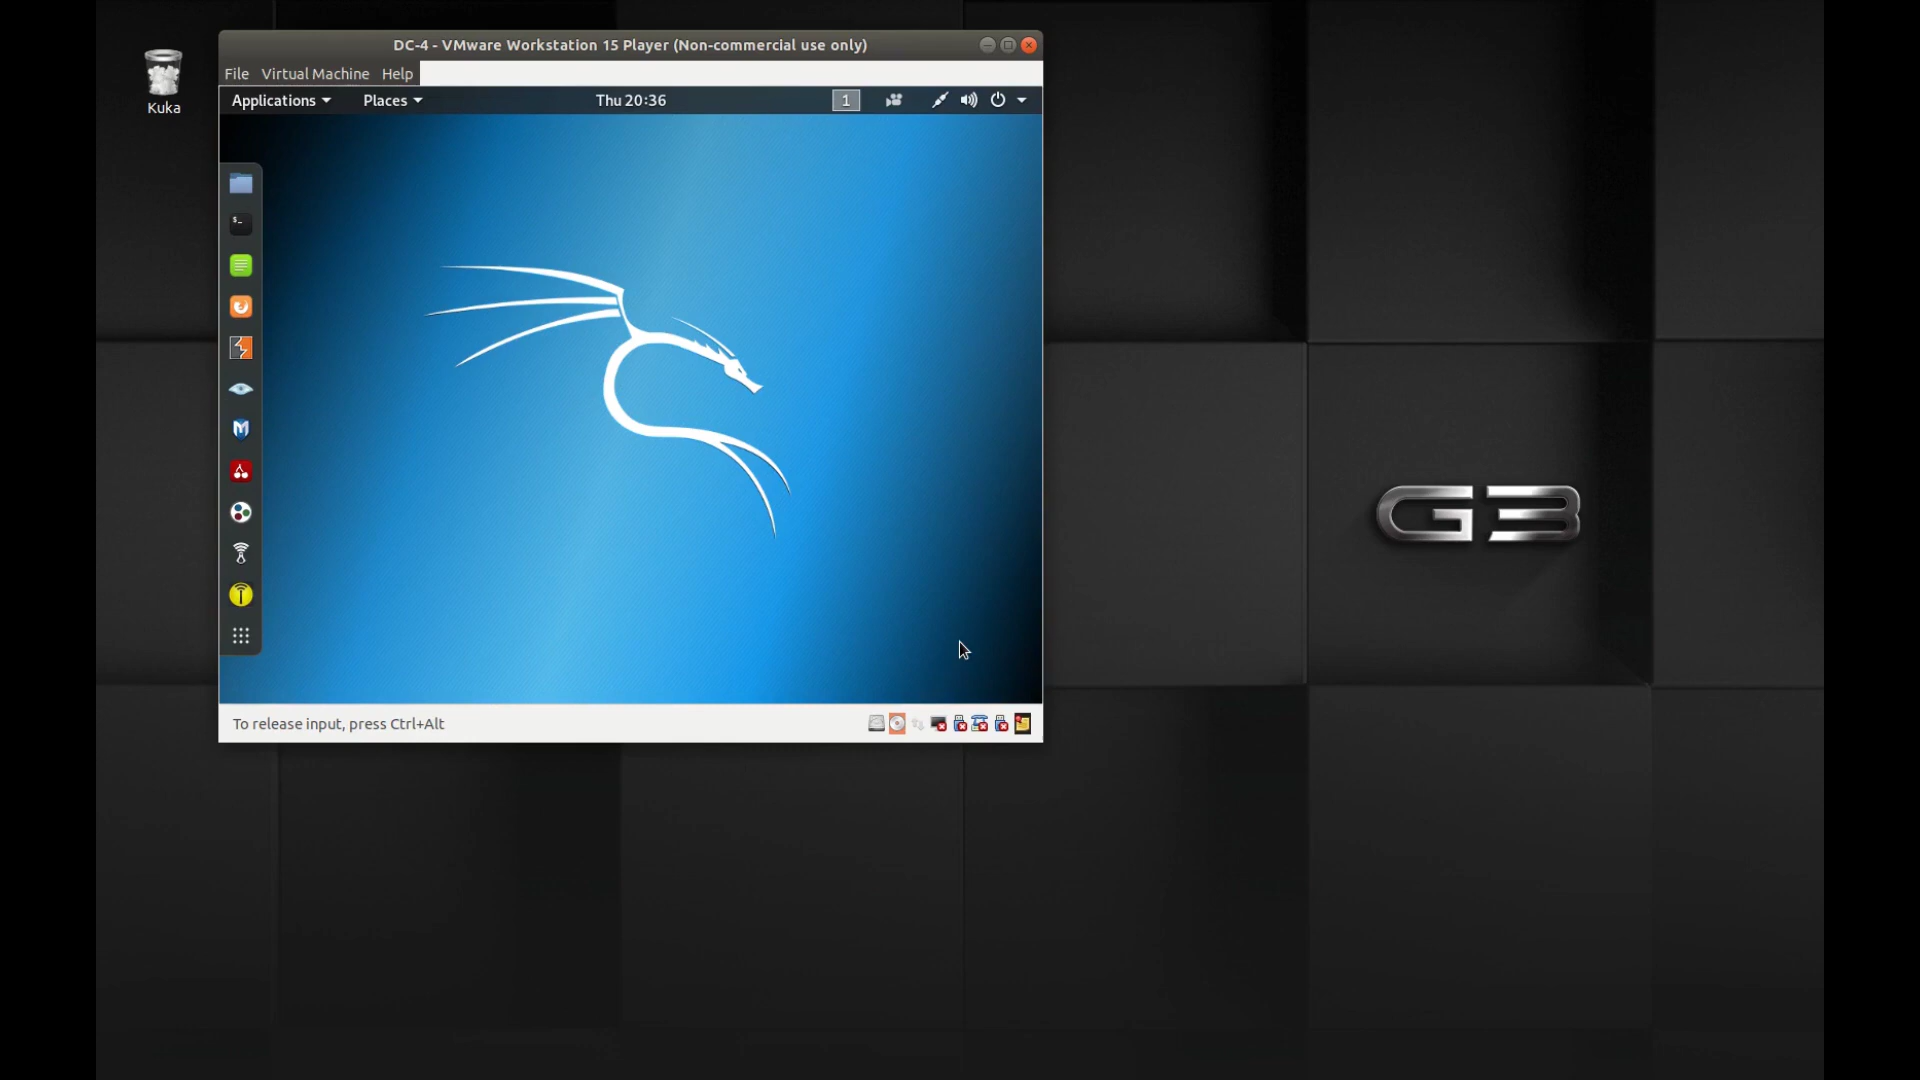 DC-4 - VMware Workstation 15 Player (Non-commercial use only)
File Virtual Machine Help
Kuka
Applications Places Thu 20:36 1
$-
G3
To release input, press Ctrl+Alt